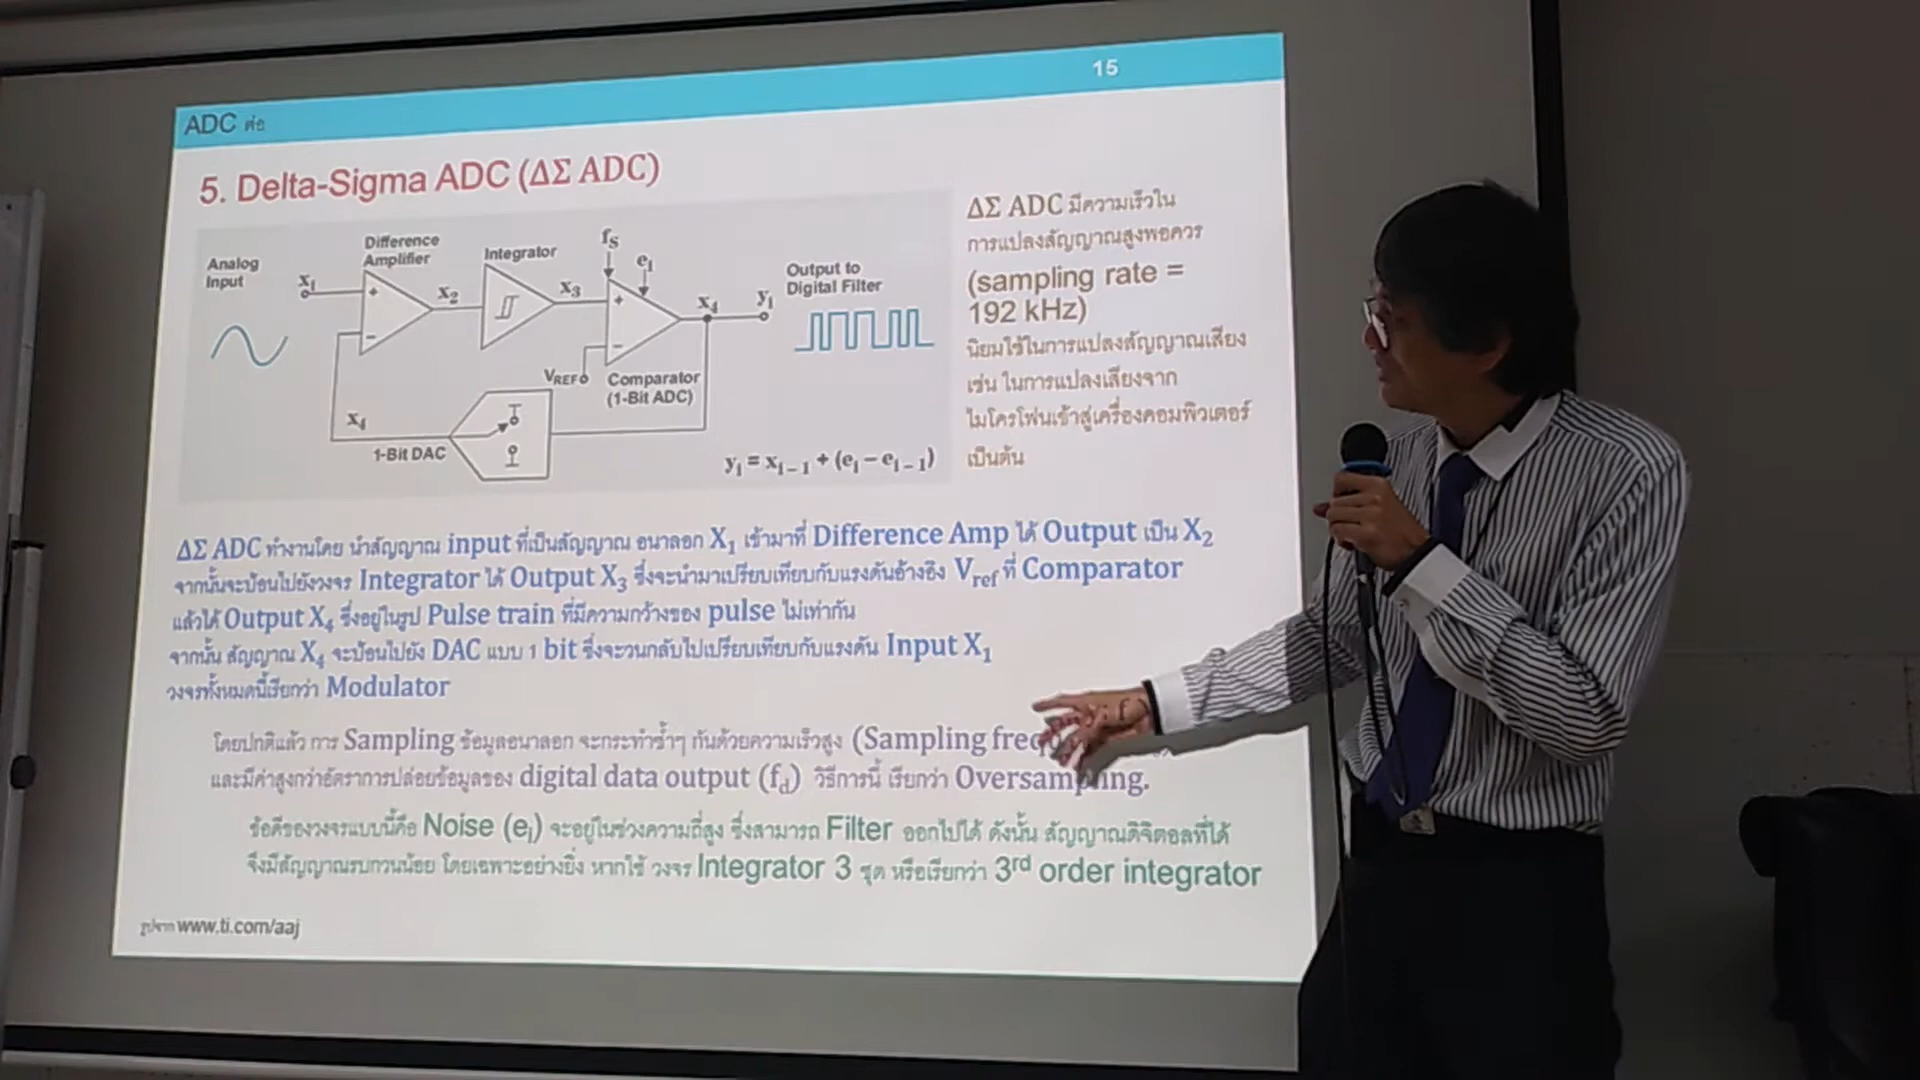 15
ADC ต่อ
5. Delta-Sigma ADC (ΔΣ ADC)
Analog
Input
Difference
Amplifier
Integrator
fS
ei
Output to
Digital Filter
xi
x2
x3
x4
yi
VREF
Comparator
(1-Bit ADC)
x4
1-Bit DAC
yi = xi – 1 + (ei – ei – 1)
ΔΣ ADC มีความเร็วใน
การแปลงสัญญาณสูงพอควร
(sampling rate =
192 kHz)
นิยมใช้ในการแปลงสัญญาณเสียง
เช่น ในการแปลงเสียงจาก
ไมโครโฟนเข้าสู่เครื่องคอมพิวเตอร์
เป็นต้น
ΔΣ ADC ทำงานโดย นำสัญญาณ input ที่เป็นสัญญาณ อนาลอก X1 เข้ามาที่ Difference Amp ได้ Output เป็น X2
จากนั้นจะป้อนไปยังวงจร Integrator ได้ Output X3 ซึ่งจะนำมาเปรียบเทียบกับแรงดันอ้างอิง Vref ที่ Comparator
แล้วได้ Output X4 ซึ่งอยู่ในรูป Pulse train ที่มีความกว้างของ pulse ไม่เท่ากัน
จากนั้น สัญญาณ X4 จะป้อนไปยัง DAC แบบ 1 bit ซึ่งจะวนกลับไปเปรียบเทียบกับแรงดัน Input X1
วงจรทั้งหมดนี้เรียกว่า Modulator
โดยปกติแล้ว การ Sampling ข้อมูลอนาลอก จะกระทำซ้ำๆ กันด้วยความเร็วสูง (Sampling
และมีค่าสูงกว่าอัตราการปล่อยข้อมูลของ digital data output (fd) วิธีการนี้ เรียกว่า Oversampling.
ข้อดีของวงจรแบบนี้คือ Noise (ei) จะอยู่ในช่วงความถี่สูง ซึ่งสามารถ Filter ออกไปได้ ดังนั้น สัญญาณดิจิตอลที่ได้
จึงมีสัญญาณรบกวนน้อย โดยเฉพาะอย่างยิ่ง หากใช้ วงจร Integrator 3 ชุด หรือเรียกว่า 3rd order integrator
รูปจาก www.ti.com/aaj